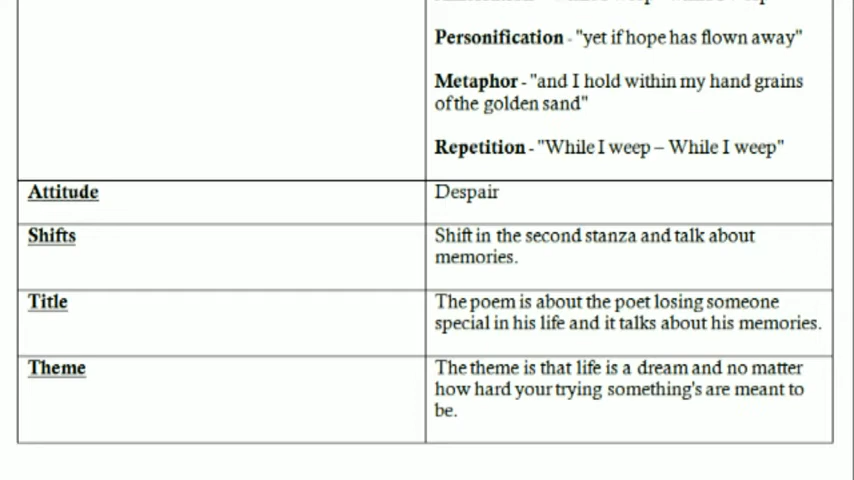 Personification - "yet if hope has flown away"
Metaphor - "and I hold within my hand grains
of the golden sand"
Repetition - "While I weep – While I weep"
Attitude
Despair
Shifts
Shift in the second stanza and talk about
memories.
Title
The poem is about the poet losing someone
special in his life and it talks about his memories.
Theme
The theme is that life is a dream and no matter
how hard your trying something's are meant to
be.